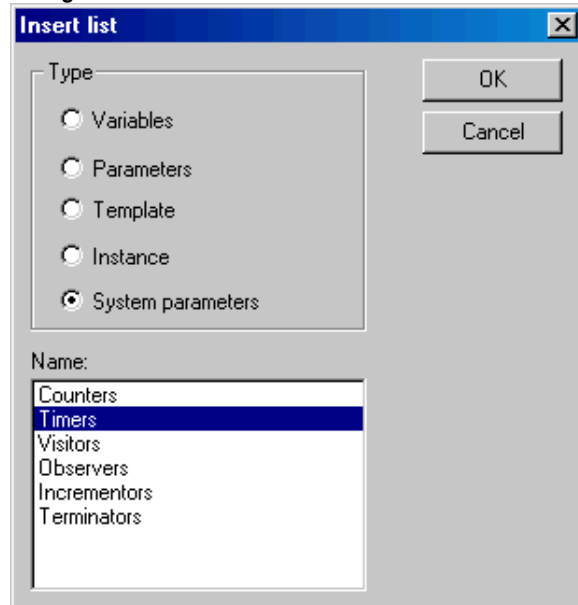 Insert list
Type
OK
Variables
Cancel
Parameters
Template
Instance
System parameters
Name:
Counters
Timers
Visitors
Observers
Incrementors
Terminators